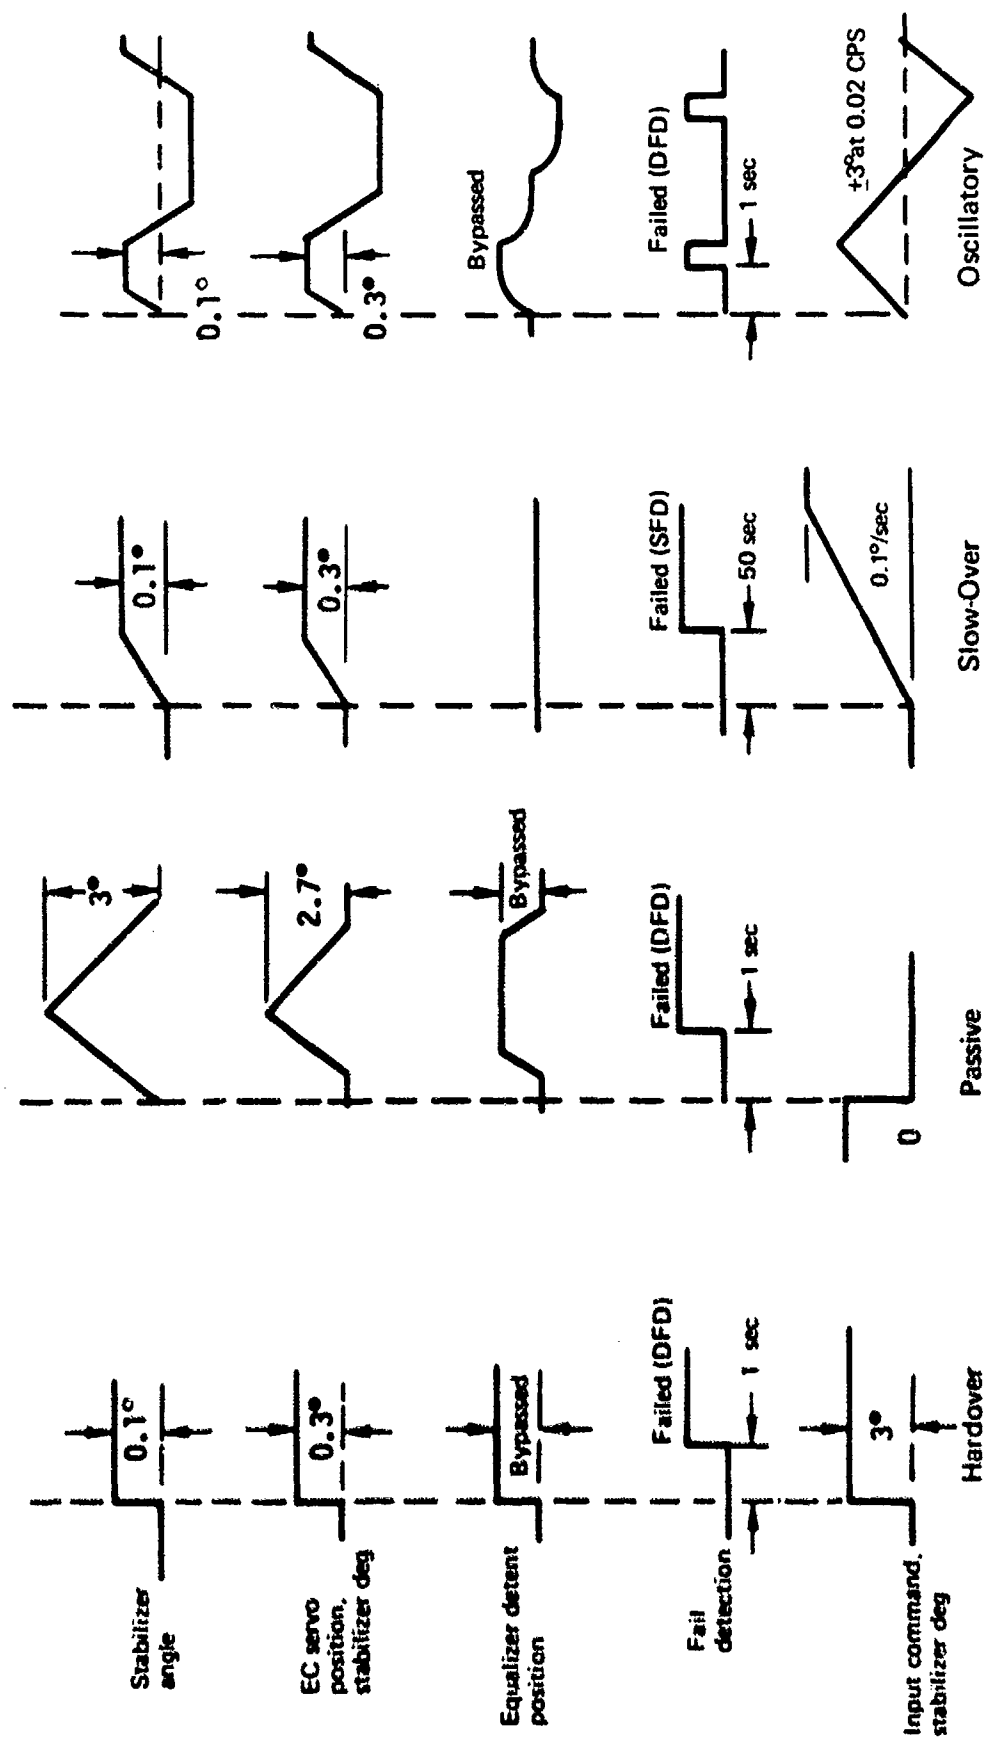 Stabilizer
angle
0.1°
3°
0.1°
0.1°
EC servo
position,
stabilizer deg
0.3°
2.7°
0.3°
0.3°
Equalizer detent
position
Bypassed
Bypassed
Bypassed
Fail
detection
Failed (DFD)
1 sec
Failed (DFD)
1 sec
Failed (SFD)
50 sec
Failed (DFD)
1 sec
Input command,
stabilizer deg
3°
0
0.1°/sec
±3° at 0.02 CPS
Hardover
Passive
Slow-Over
Oscillatory